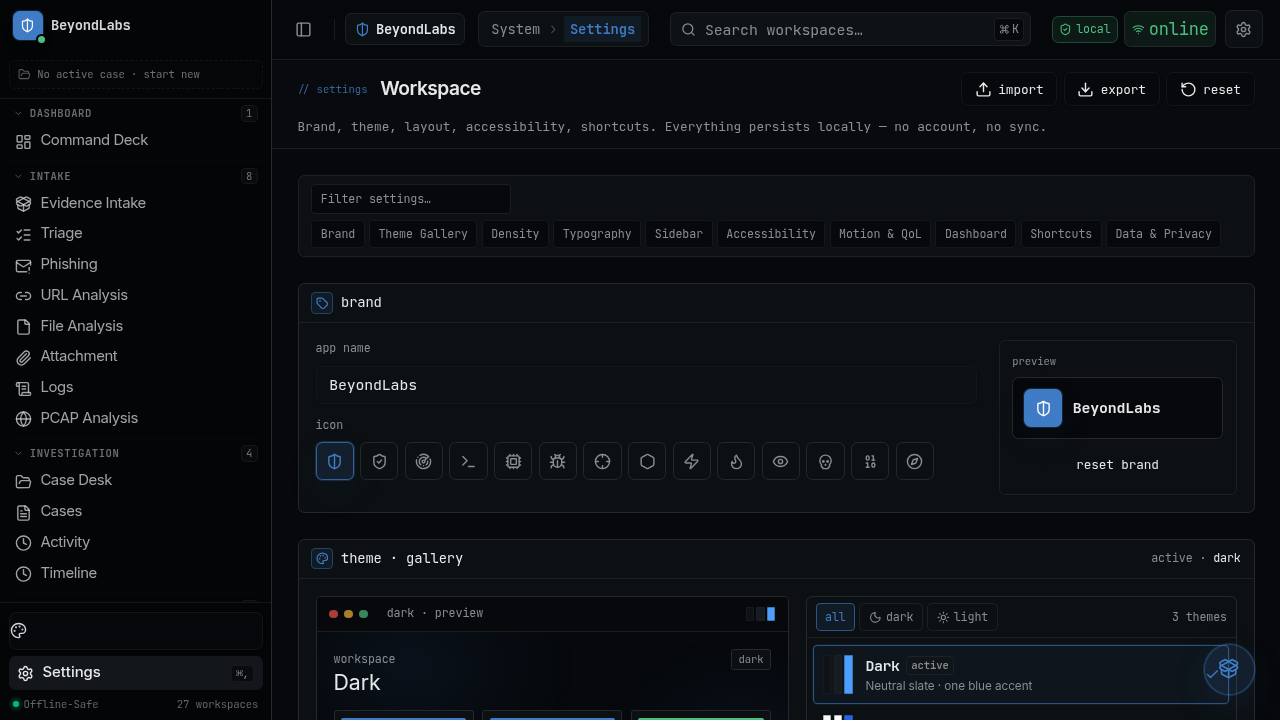 BeyondLabs
No active case · start new
DASHBOARD 1
Command Deck
INTAKE 8
Evidence Intake
Triage
Phishing
URL Analysis
File Analysis
Attachment
Logs
PCAP Analysis
INVESTIGATION 4
Case Desk
Cases
Activity
Timeline
Settings ⌘,
Offline-Safe 27 workspaces
BeyondLabs System Settings Search workspaces… ⌘K local online
// settings Workspace import export reset
Brand, theme, layout, accessibility, shortcuts. Everything persists locally — no account, no sync.
Filter settings…
Brand Theme Gallery Density Typography Sidebar Accessibility Motion & QoL Dashboard Shortcuts Data & Privacy
brand
app name
BeyondLabs
icon
preview
BeyondLabs
reset brand
theme · gallery active · dark
dark · preview
workspace dark
Dark
all dark light 3 themes
Dark active
Neutral slate · one blue accent